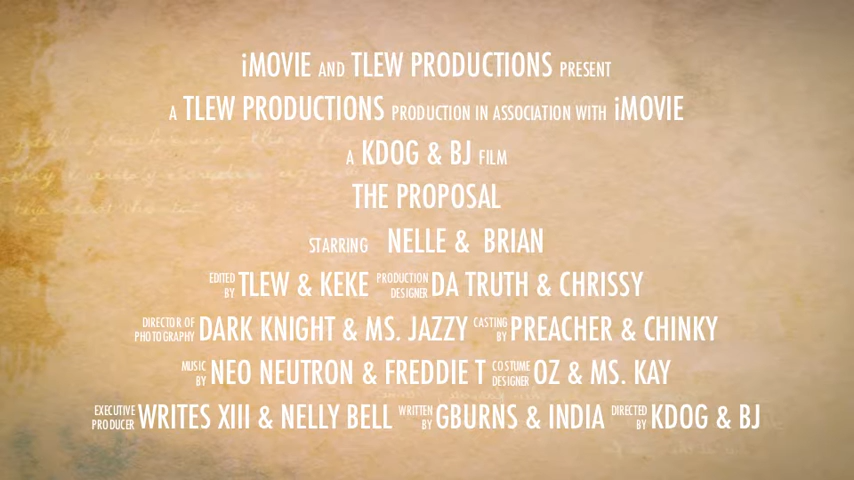 iMOVIE AND TLEW PRODUCTIONS PRESENT
A TLEW PRODUCTIONS PRODUCTION IN ASSOCIATION WITH iMOVIE
A KDOG & BJ FILM
THE PROPOSAL
STARRING NELLE & BRIAN
EDITED BY TLEW & KEKE PRODUCTION DESIGNER DA TRUTH & CHRISSY
DIRECTOR OF PHOTOGRAPHY DARK KNIGHT & MS. JAZZY CASTING BY PREACHER & CHINKY
MUSIC BY NEO NEUTRON & FREDDIE T COSTUME DESIGNER OZ & MS. KAY
EXECUTIVE PRODUCER WRITES XIII & NELLY BELL WRITTEN BY GBURNS & INDIA DIRECTED BY KDOG & BJ